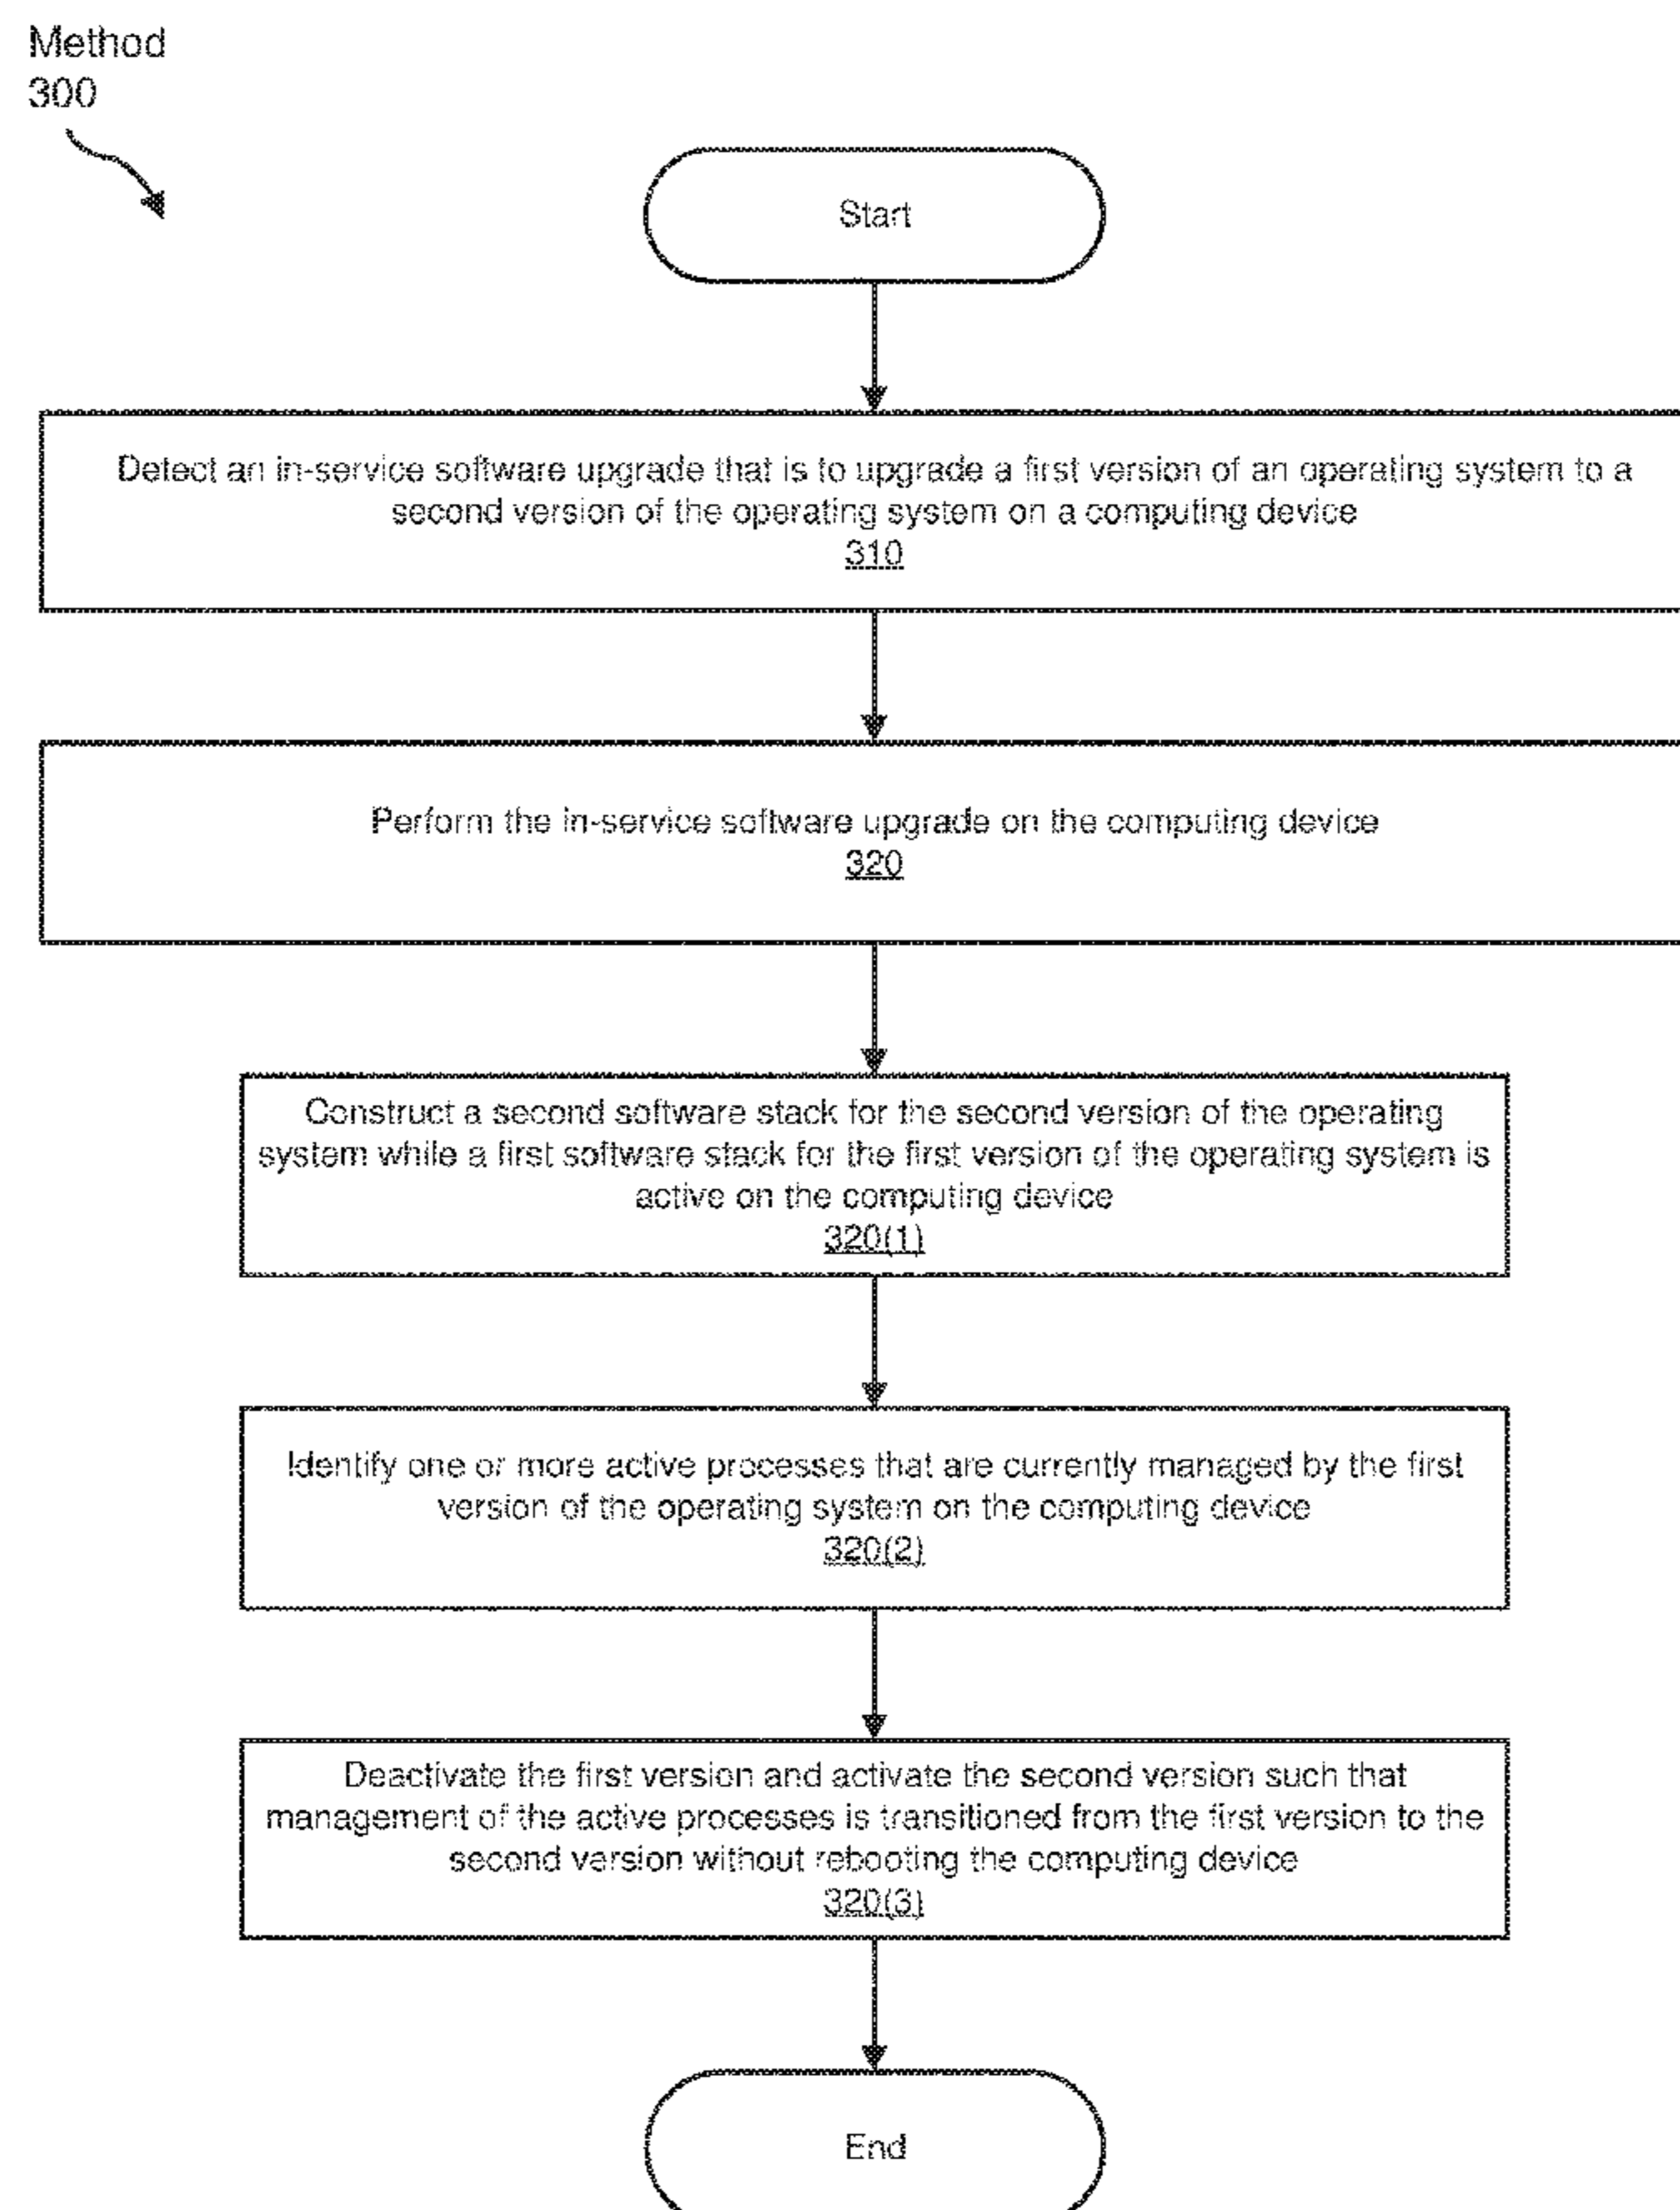 Method
300
Start
Detect an in-service software upgrade that is to upgrade a first version of an operating system to a
second version of the operating system on a computing device
310
Perform the in-service software upgrade on the computing device
320
Construct a second software stack for the second version of the operating
system while a first software stack for the first version of the operating system is
active on the computing device
320(1)
Identify one or more active processes that are currently managed by the first
version of the operating system on the computing device
320(2)
Deactivate the first version and activate the second version such that
management of the active processes is transitioned from the first version to the
second version without rebooting the computing device
320(3)
End